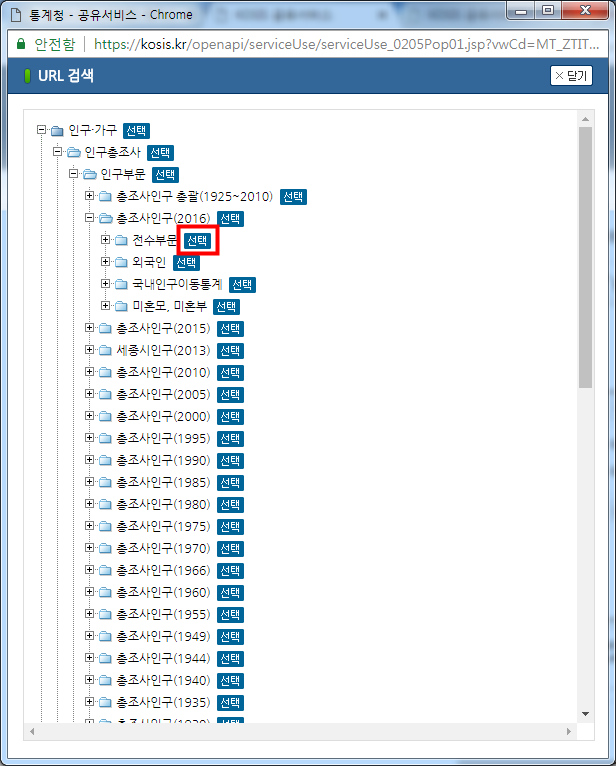 통계청 - 공유서비스 - Chrome
안전함 https://kosis.kr/openapi/serviceUse/serviceUse_0205Pop01.jsp?vwCd=MT_ZTIT...
URL 검색 닫기
인구·가구 선택
인구총조사 선택
인구부문 선택
총조사인구 총괄(1925~2010) 선택
총조사인구(2016) 선택
전수부문 선택
외국인 선택
국내인구이동통계 선택
미혼모, 미혼부 선택
총조사인구(2015) 선택
세종시인구(2013) 선택
총조사인구(2010) 선택
총조사인구(2005) 선택
총조사인구(2000) 선택
총조사인구(1995) 선택
총조사인구(1990) 선택
총조사인구(1985) 선택
총조사인구(1980) 선택
총조사인구(1975) 선택
총조사인구(1970) 선택
총조사인구(1966) 선택
총조사인구(1960) 선택
총조사인구(1955) 선택
총조사인구(1949) 선택
총조사인구(1944) 선택
총조사인구(1940) 선택
총조사인구(1935) 선택